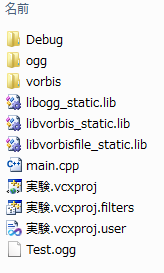 名前
Debug
ogg
vorbis
libogg_static.lib
libvorbis_static.lib
libvorbisfile_static.lib
main.cpp
実験.vcxproj
実験.vcxproj.filters
実験.vcxproj.user
Test.ogg